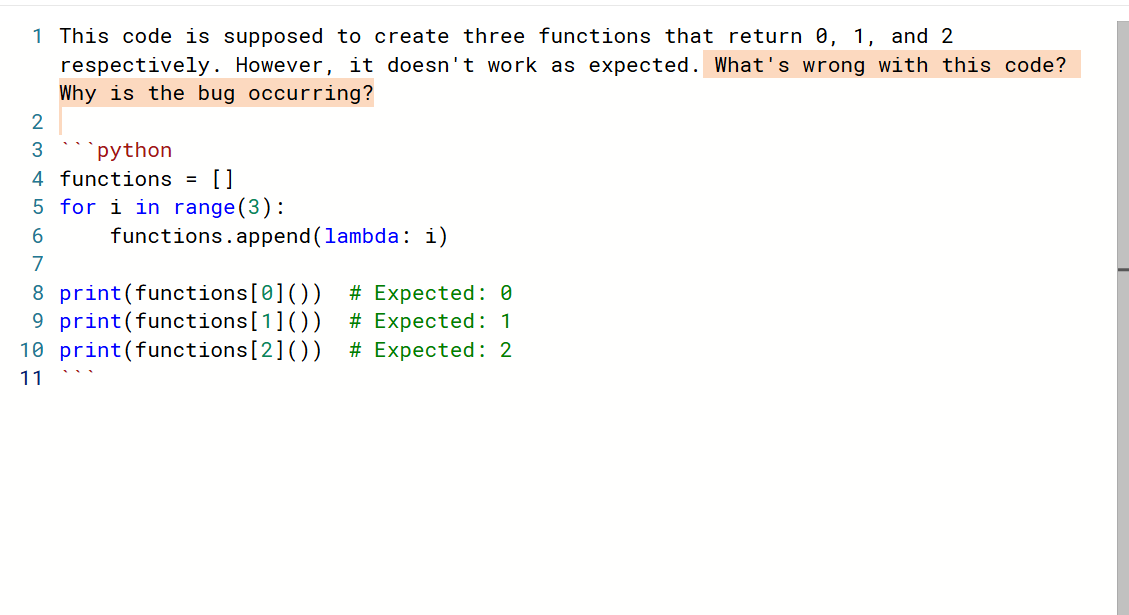 1 This code is supposed to create three functions that return 0, 1, and 2
respectively. However, it doesn't work as expected. What's wrong with this code?
Why is the bug occurring?
2
3 ```python
4 functions = []
5 for i in range(3):
6     functions.append(lambda: i)
7
8 print(functions[0]())  # Expected: 0
9 print(functions[1]())  # Expected: 1
10 print(functions[2]())  # Expected: 2
11 ```